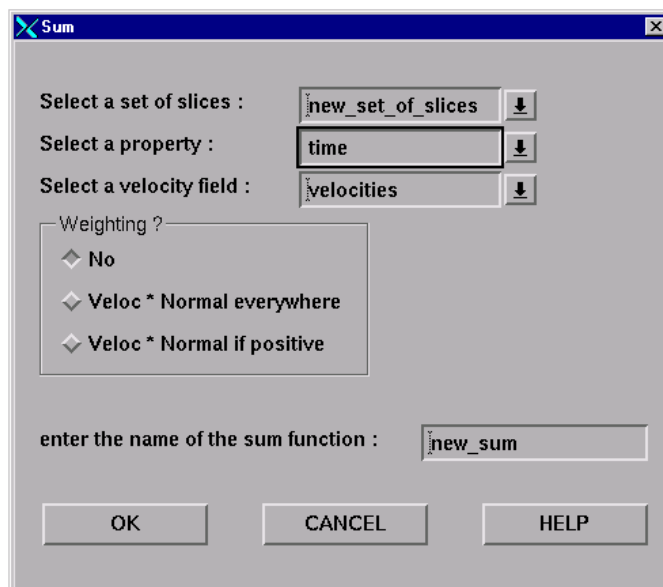 Sum
Select a set of slices : new_set_of_slices
Select a property : time
Select a velocity field : velocities
Weighting ?
No
Veloc * Normal everywhere
Veloc * Normal if positive
enter the name of the sum function : new_sum
OK CANCEL HELP